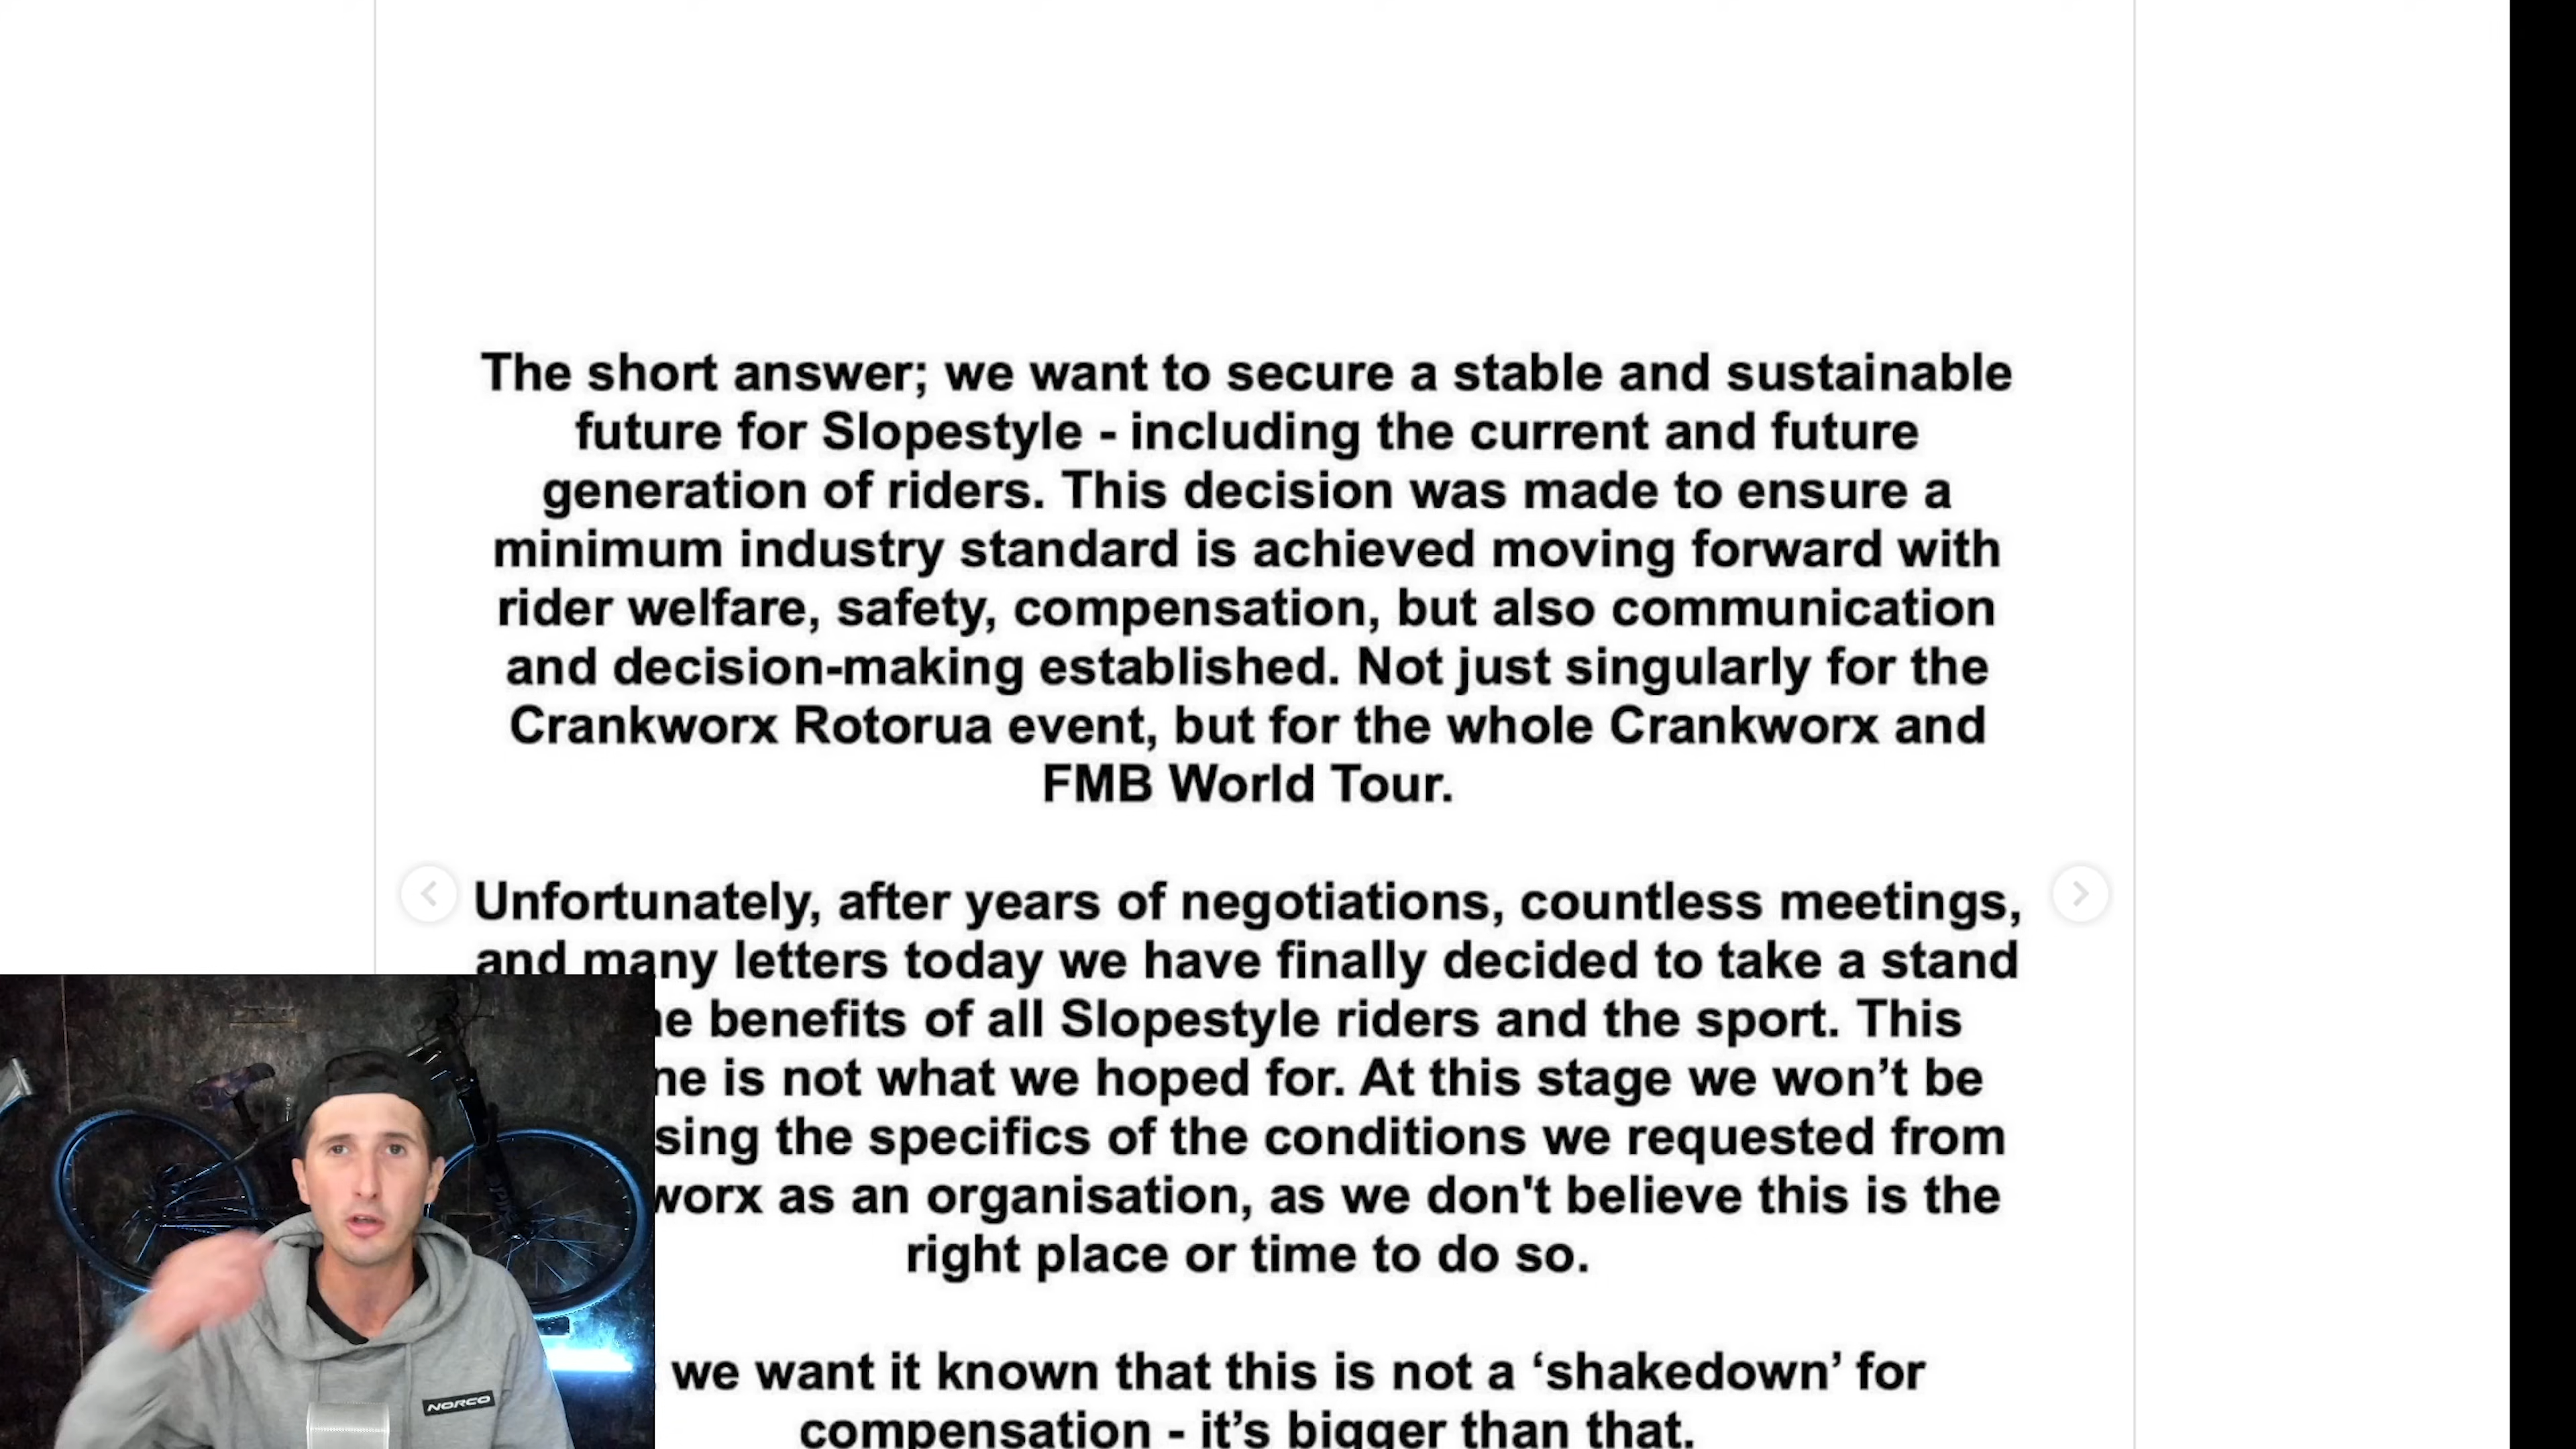 The short answer; we want to secure a stable and sustainable
future for Slopestyle - including the current and future
generation of riders. This decision was made to ensure a
minimum industry standard is achieved moving forward with
rider welfare, safety, compensation, but also communication
and decision-making established. Not just singularly for the
Crankworx Rotorua event, but for the whole Crankworx and
FMB World Tour.
Unfortunately, after years of negotiations, countless meetings,
and many letters today we have finally decided to take a stand
benefits of all Slopestyle riders and the sport. This
is not what we hoped for. At this stage we won’t be
the specifics of the conditions we requested from
as an organisation, as we don't believe this is the
right place or time to do so.
we want it known that this is not a ‘shakedown’ for
compensation - it’s bigger than that.
NORCO